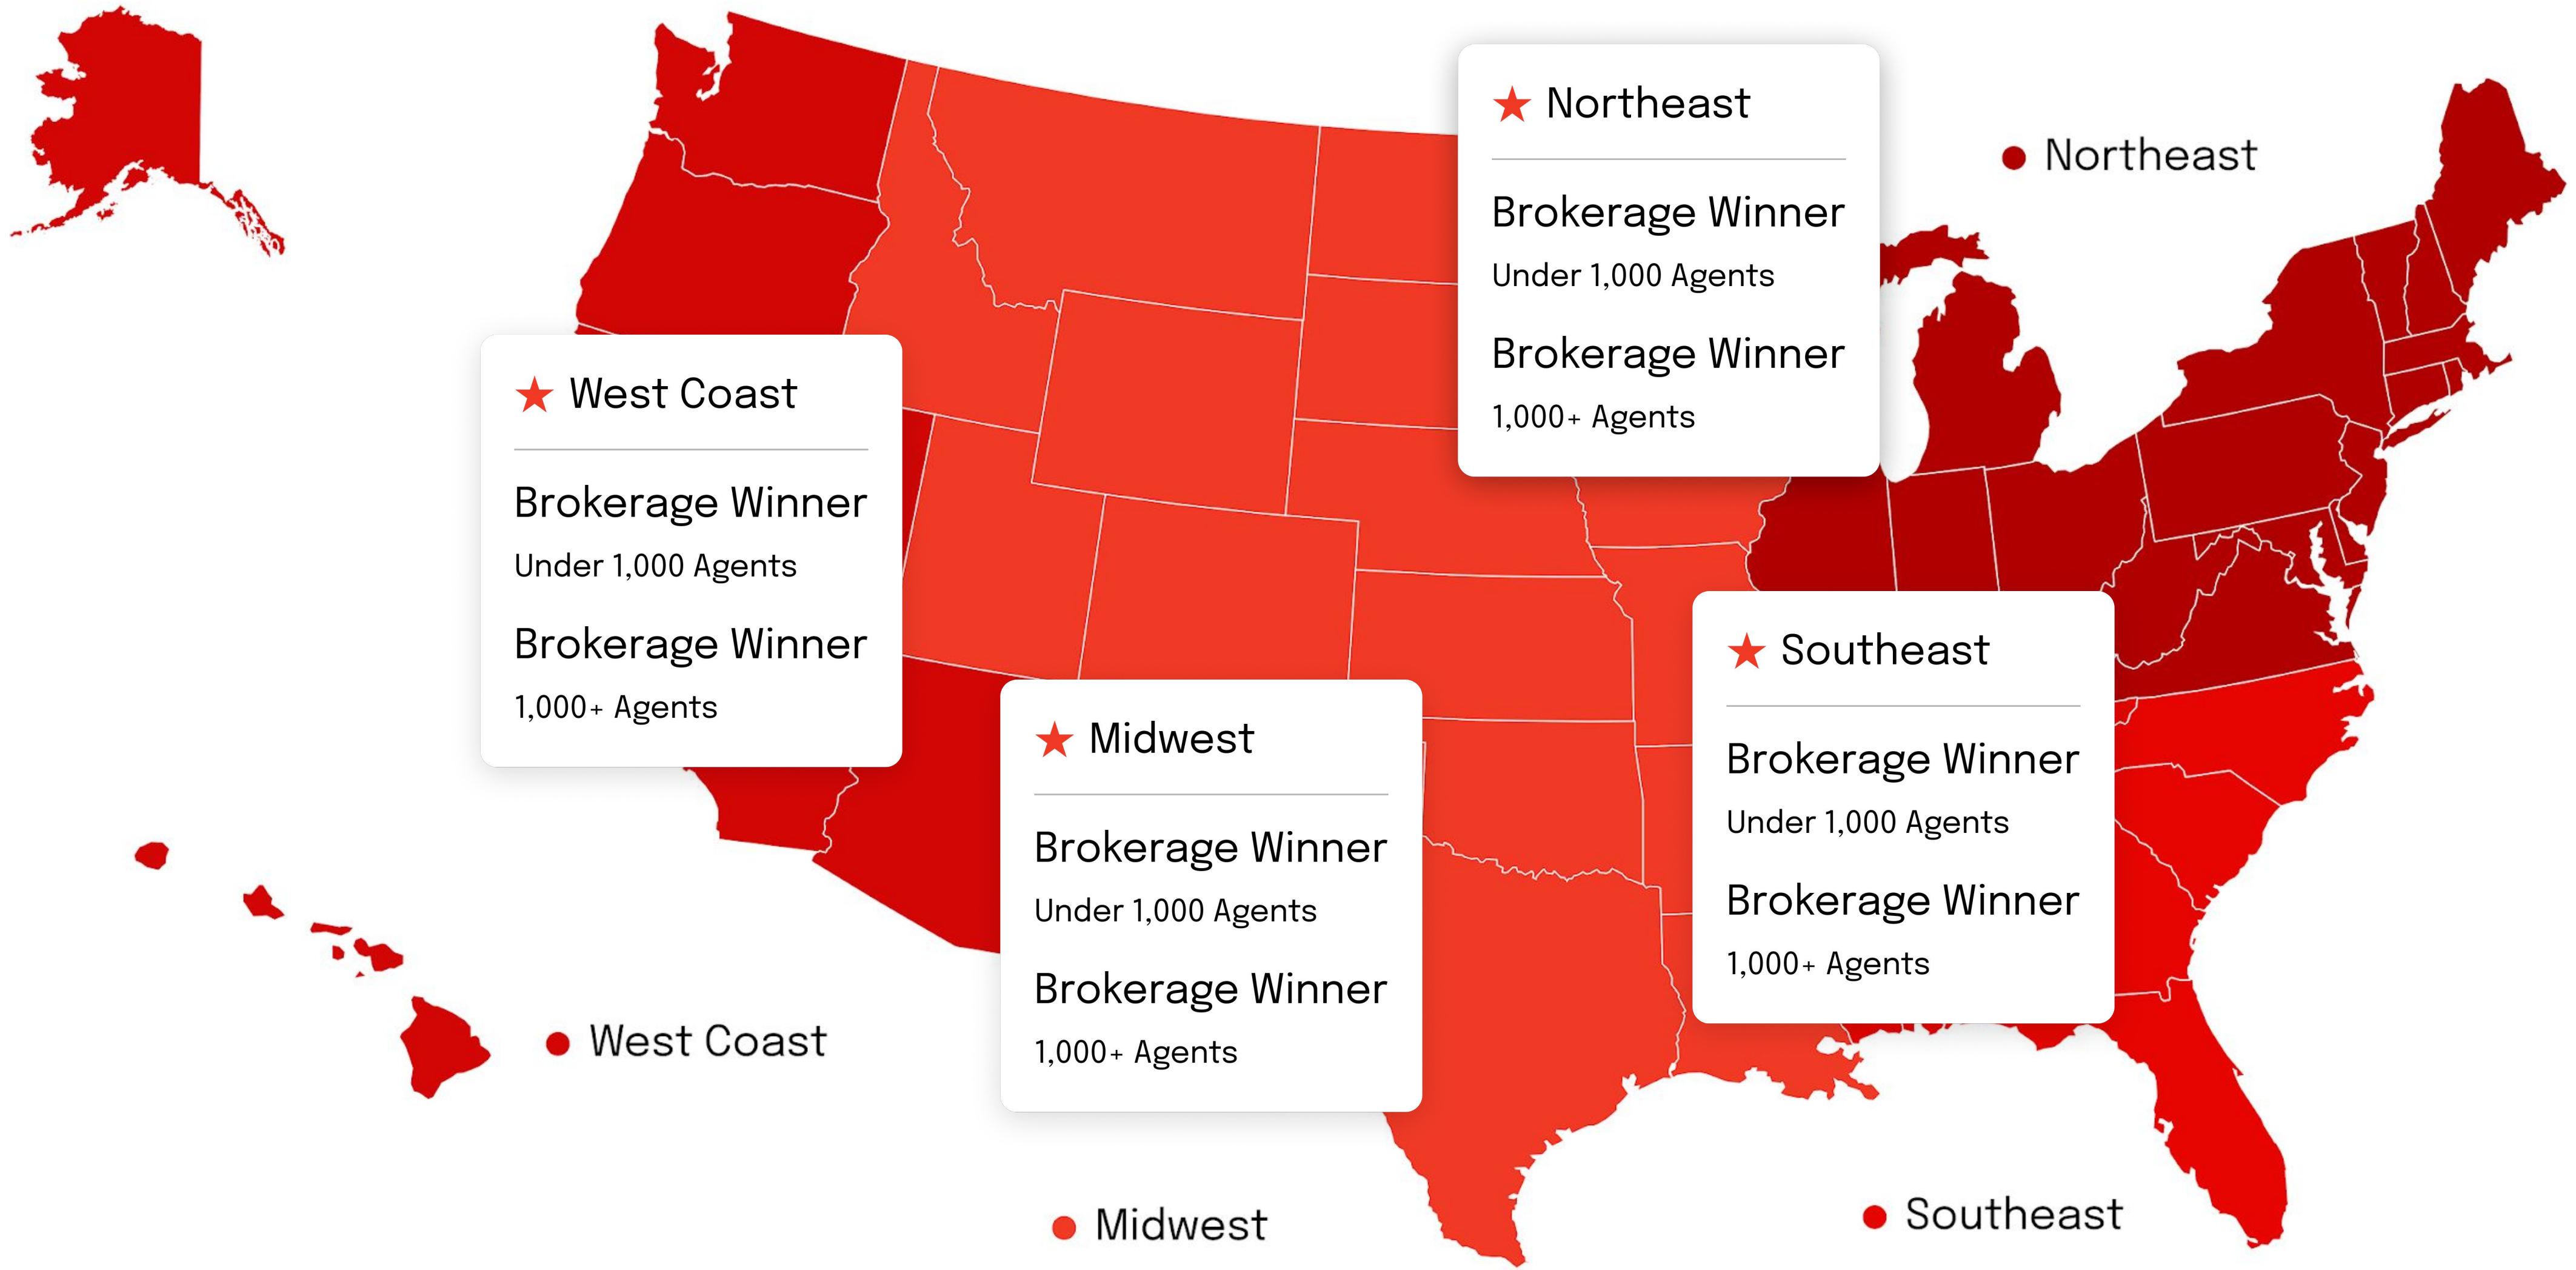 Northeast
Brokerage Winner
Under 1,000 Agents
Brokerage Winner
1,000+ Agents
Northeast
West Coast
Brokerage Winner
Under 1,000 Agents
Brokerage Winner
1,000+ Agents
Southeast
Brokerage Winner
Under 1,000 Agents
Brokerage Winner
1,000+ Agents
Midwest
Brokerage Winner
Under 1,000 Agents
Brokerage Winner
1,000+ Agents
West Coast
Midwest
Southeast